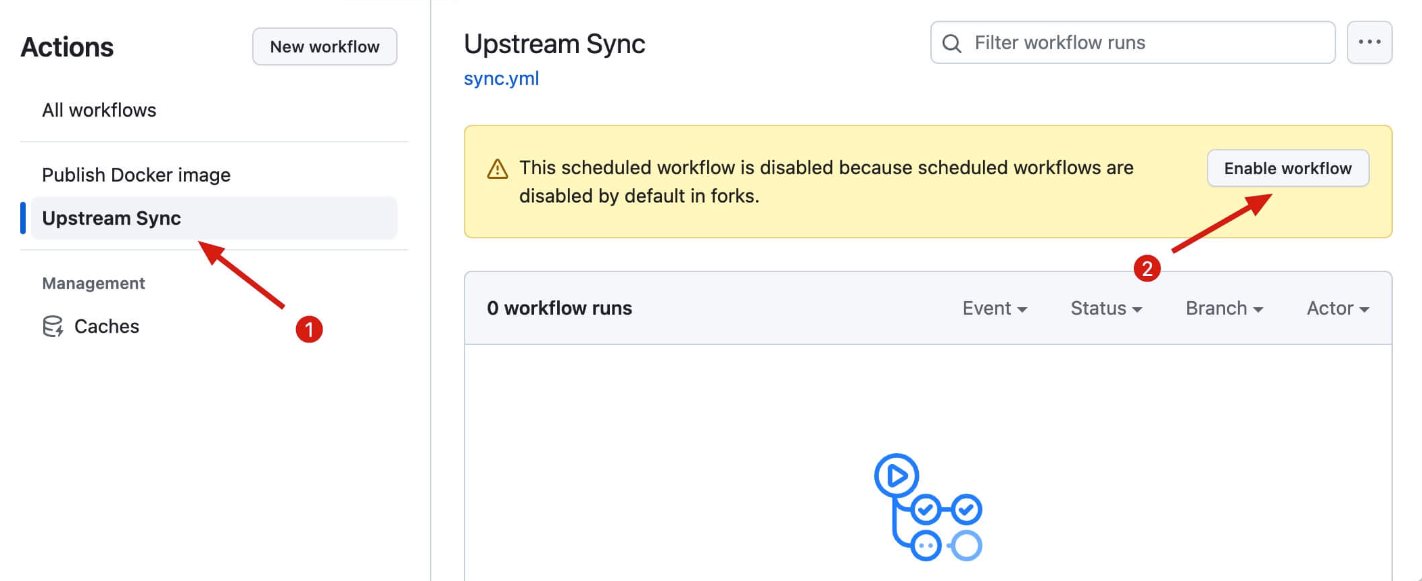 Actions
New workflow
All workflows
Publish Docker image
Upstream Sync
Management
Caches
1
Upstream Sync
sync.yml
Filter workflow runs
This scheduled workflow is disabled because scheduled workflows are
disabled by default in forks.
Enable workflow
2
0 workflow runs
Event
Status
Branch
Actor